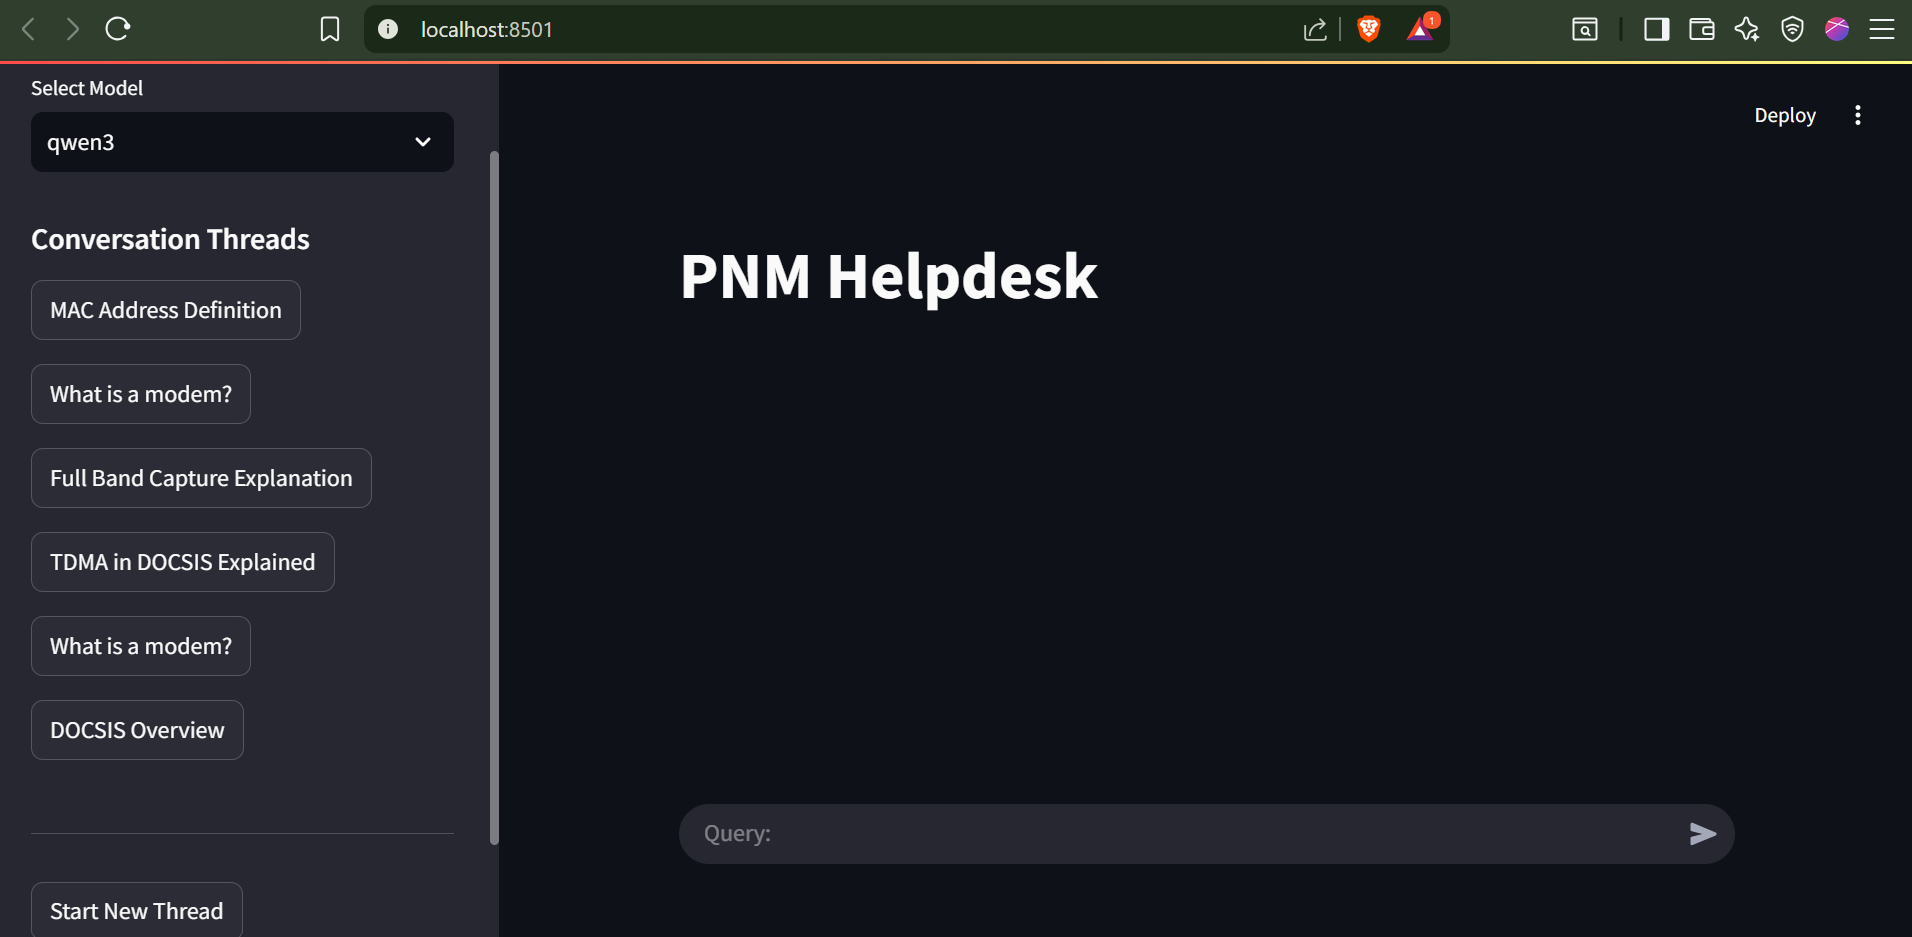 localhost:8501
1
Select Model
qwen3
Conversation Threads
MAC Address Definition
What is a modem?
Full Band Capture Explanation
TDMA in DOCSIS Explained
What is a modem?
DOCSIS Overview
Start New Thread
Deploy
PNM Helpdesk
Query: